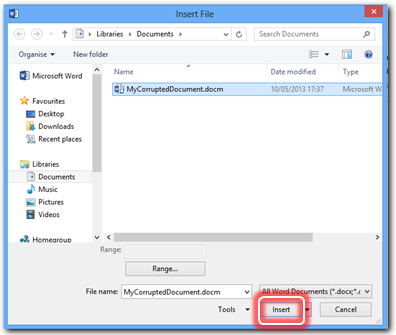 Insert File
Libraries Documents
Search Documents
Organise New folder
Microsoft Word
Favourites
Desktop
Downloads
Recent places
Libraries
Documents
Music
Pictures
Videos
Homegroup
Name Date modified Type
MyCorruptedDocument.docm 10/05/2013 17:37 Microsoft W
Range:
Range...
File name: MyCorruptedDocument.docm All Word Documents (*.docx;*.
Tools Insert Cancel